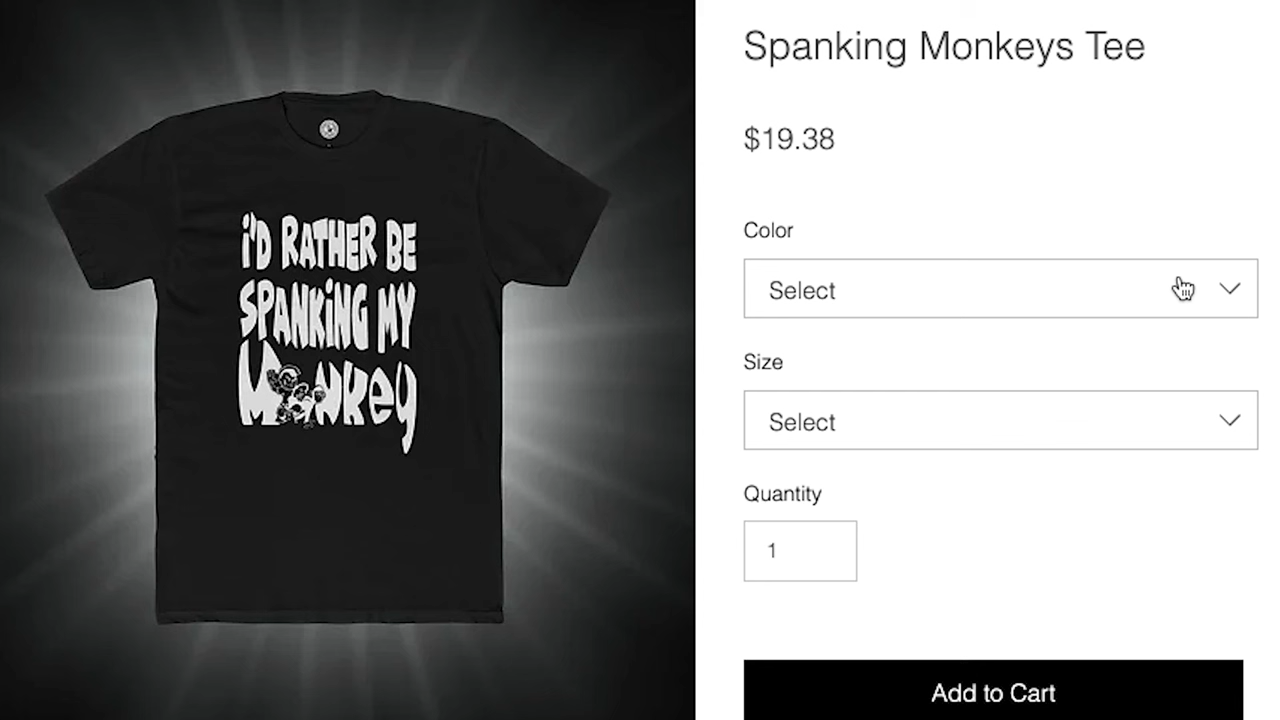 i'D RATHER BE
SPANKiNG MY
MoNKey
Spanking Monkeys Tee
$19.38
Color
Select
Size
Select
Quantity
1
Add to Cart